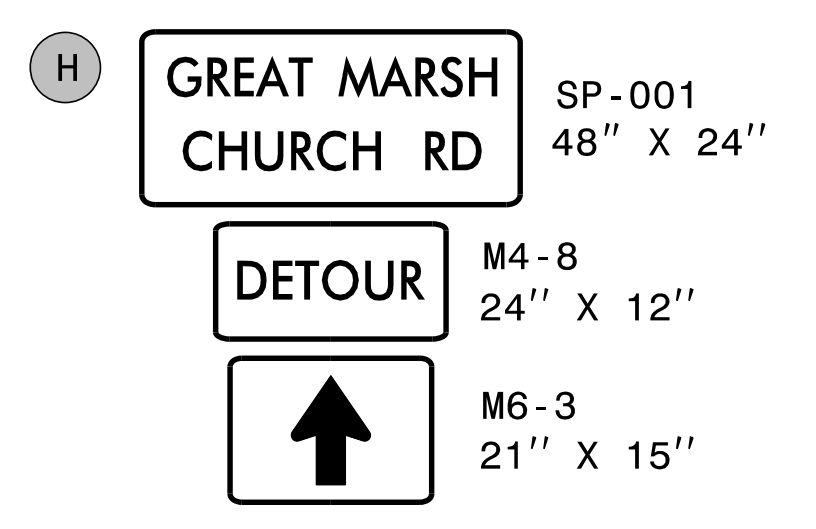 H
GREAT MARSH
CHURCH RD
SP-001
48" X 24"
DETOUR
M4-8
24" X 12"
M6-3
21" X 15"